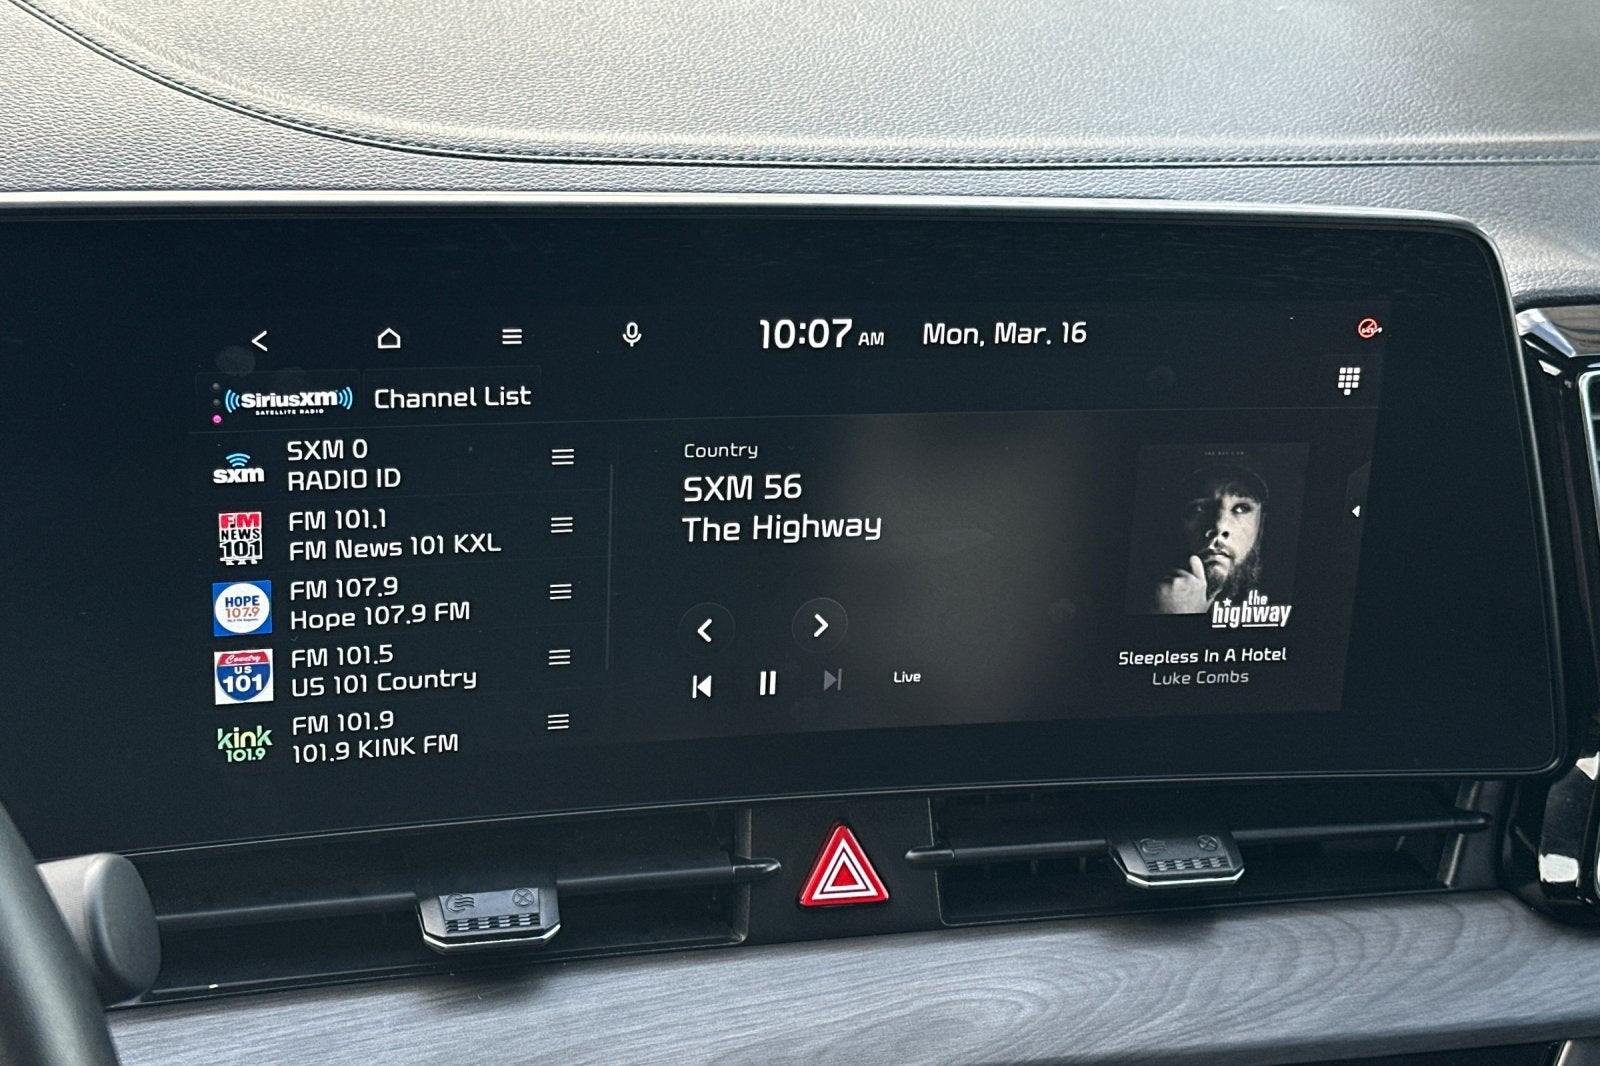 10:07 AM Mon, Mar. 16
SiriusXM Channel List
SATELLITE RADIO
sxm
SXM 0
RADIO ID
FM
NEWS
101
KXL
FM 101.1
FM News 101 KXL
HOPE
107.9
FM 107.9
Hope 107.9 FM
Country
US
101
FM 101.5
US 101 Country
kink
101.9
FM 101.9
101.9 KINK FM
Country
SXM 56
The Highway
Live
the
highway
Sleepless In A Hotel
Luke Combs